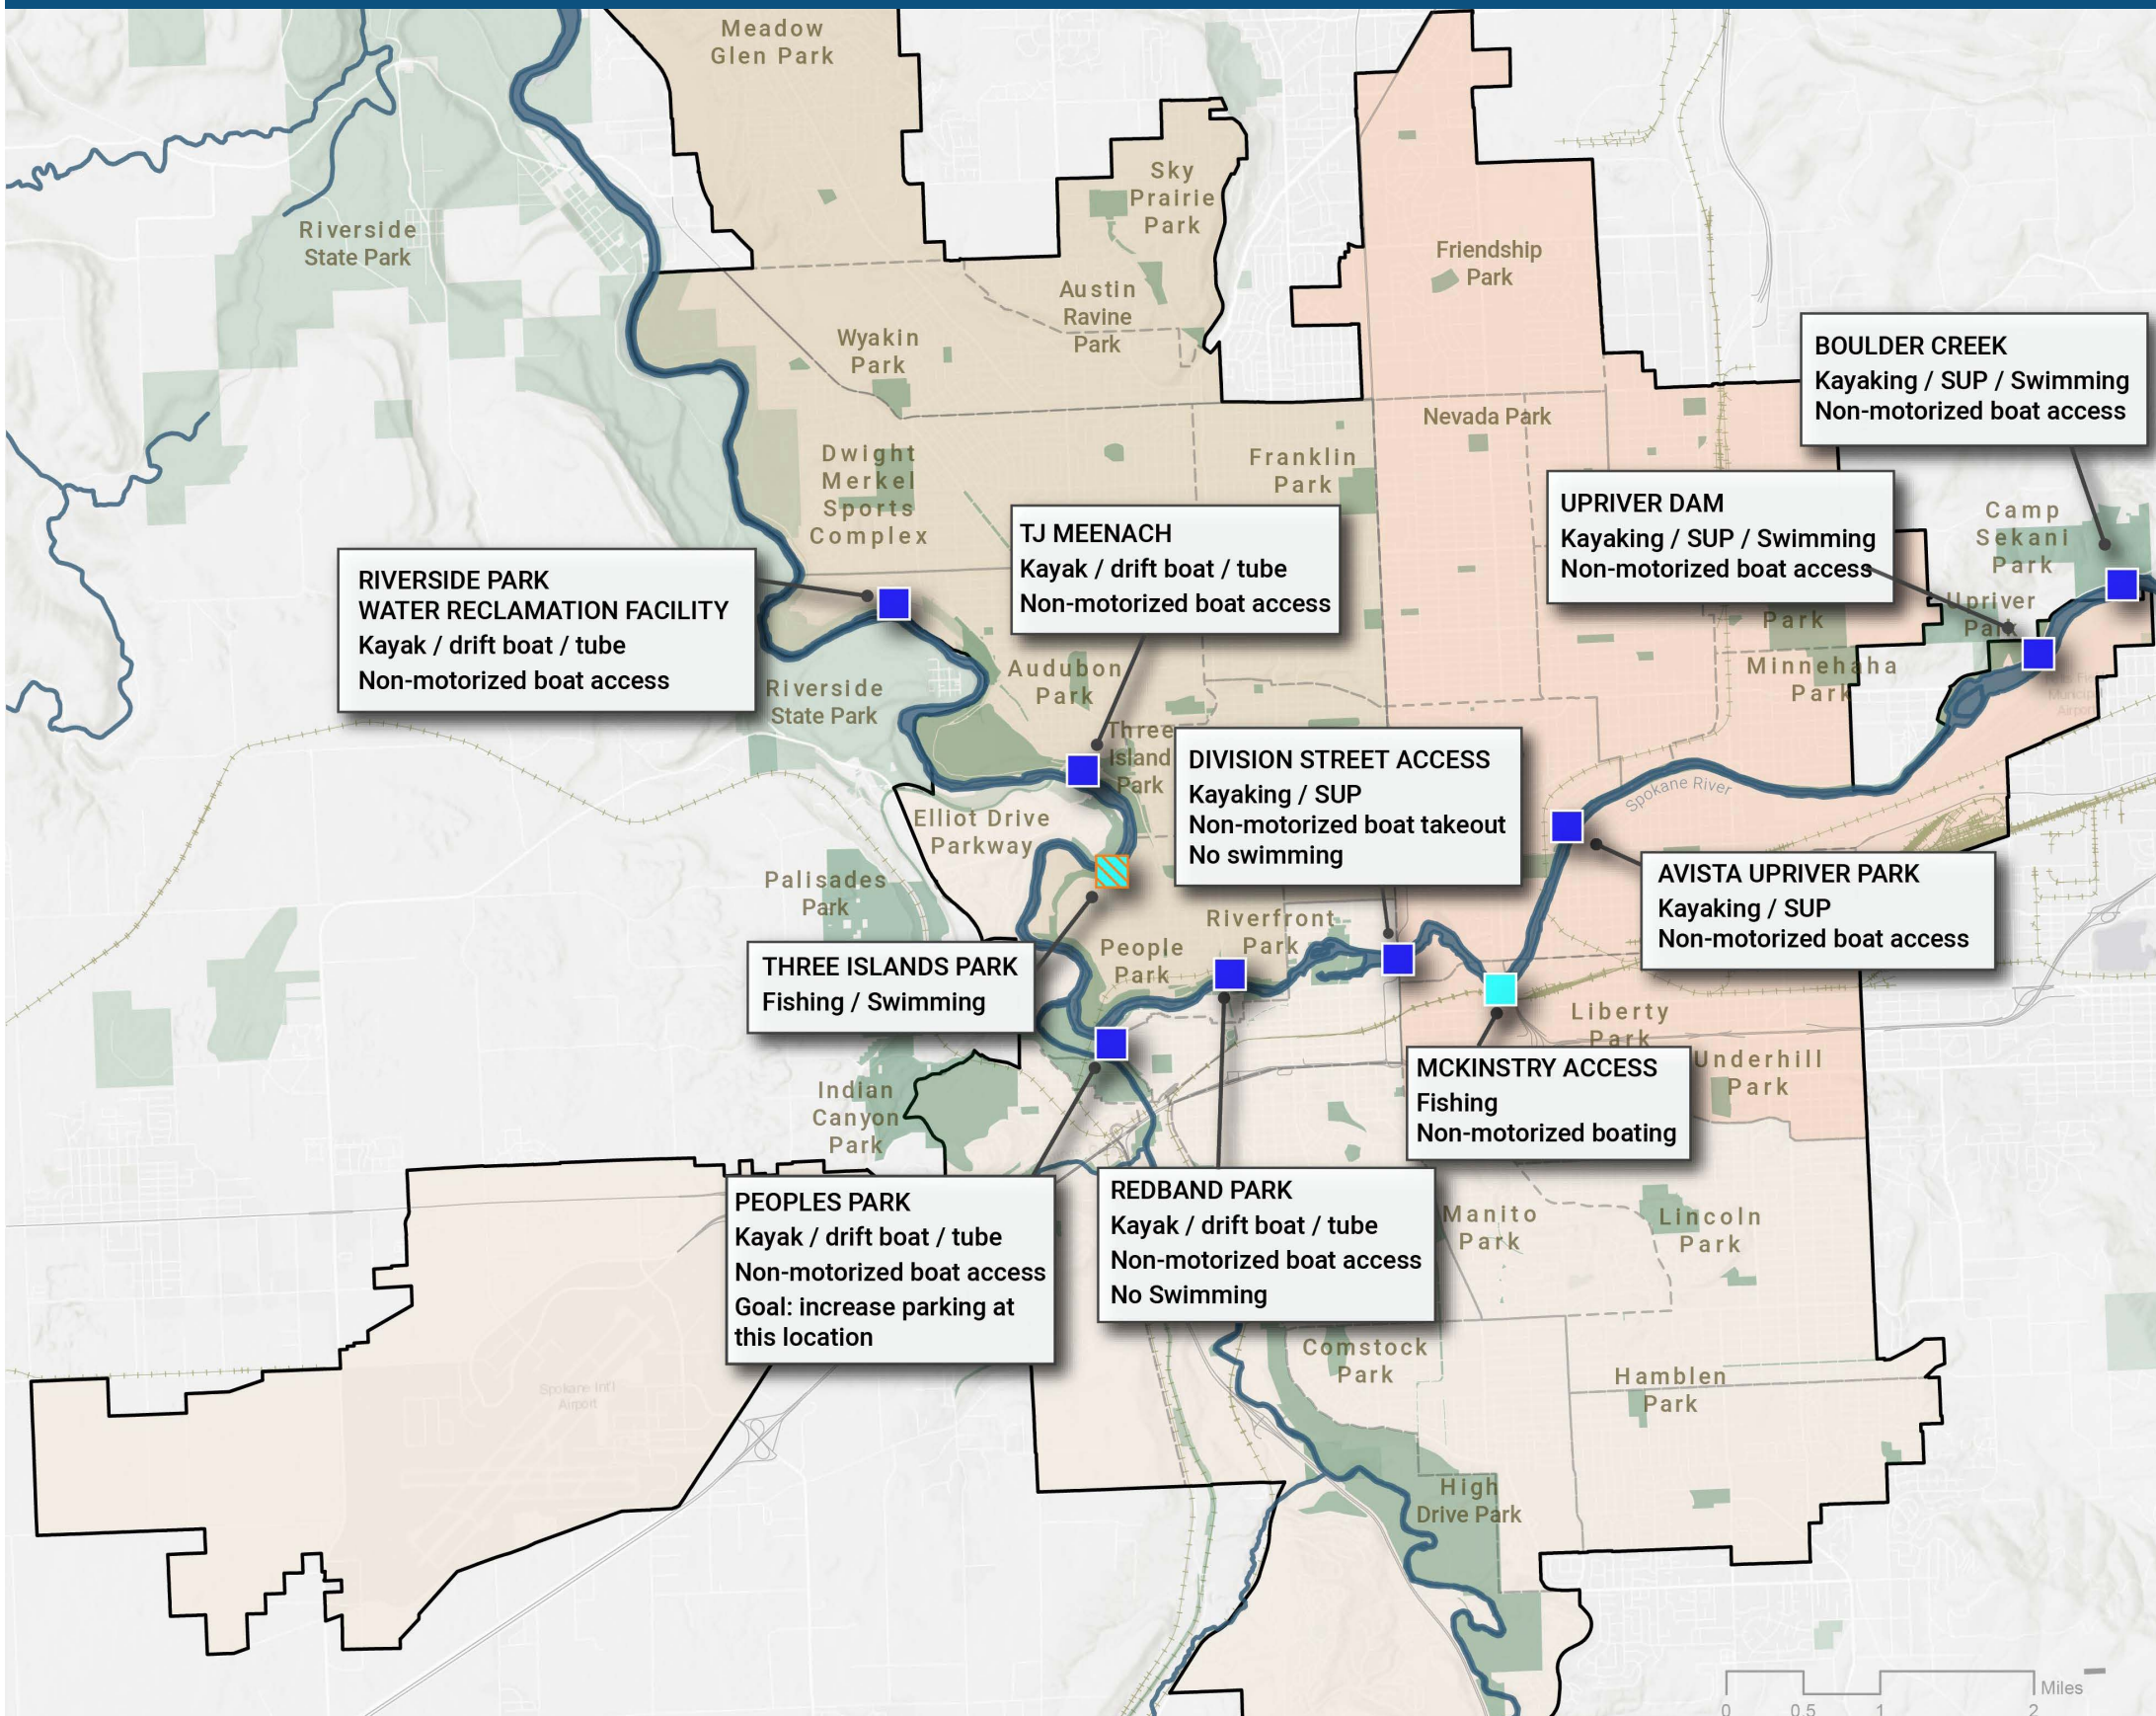 Meadow
Glen Park
Sky
Prairie
Park
Riverside
State Park
Friendship
Park
Austin
Ravine
Park
Wyakin
Park
BOULDER CREEK
Kayaking / SUP / Swimming
Non-motorized boat access
Nevada Park
Franklin
Park
Dwight
Merkel
Sports
Complex
UPRIVER DAM
Kayaking / SUP / Swimming
Non-motorized boat access
Camp
Sekani
Park
TJ MEENACH
Kayak / drift boat / tube
Non-motorized boat access
RIVERSIDE PARK
WATER RECLAMATION FACILITY
Kayak / drift boat / tube
Non-motorized boat access
Upriver
Park
Park
Minnehaha
Park
Municipal
Airport
Audubon
Park
Riverside
State Park
Three
Island
Park
DIVISION STREET ACCESS
Kayaking / SUP
Non-motorized boat takeout
No swimming
Spokane River
Elliot Drive
Parkway
Palisades
Park
AVISTA UPRIVER PARK
Kayaking / SUP
Non-motorized boat access
Riverfront
Park
People
Park
THREE ISLANDS PARK
Fishing / Swimming
Liberty
Park
MCKINSTRY ACCESS
Fishing
Non-motorized boating
Underhill
Park
Indian
Canyon
Park
PEOPLES PARK
Kayak / drift boat / tube
Non-motorized boat access
Goal: increase parking at
this location
REDBAND PARK
Kayak / drift boat / tube
Non-motorized boat access
No Swimming
Manito
Park
Lincoln
Park
Comstock
Park
Hamblen
Park
Spokane Int'l
Airport
High
Drive Park
Miles
0 0.5 1 2